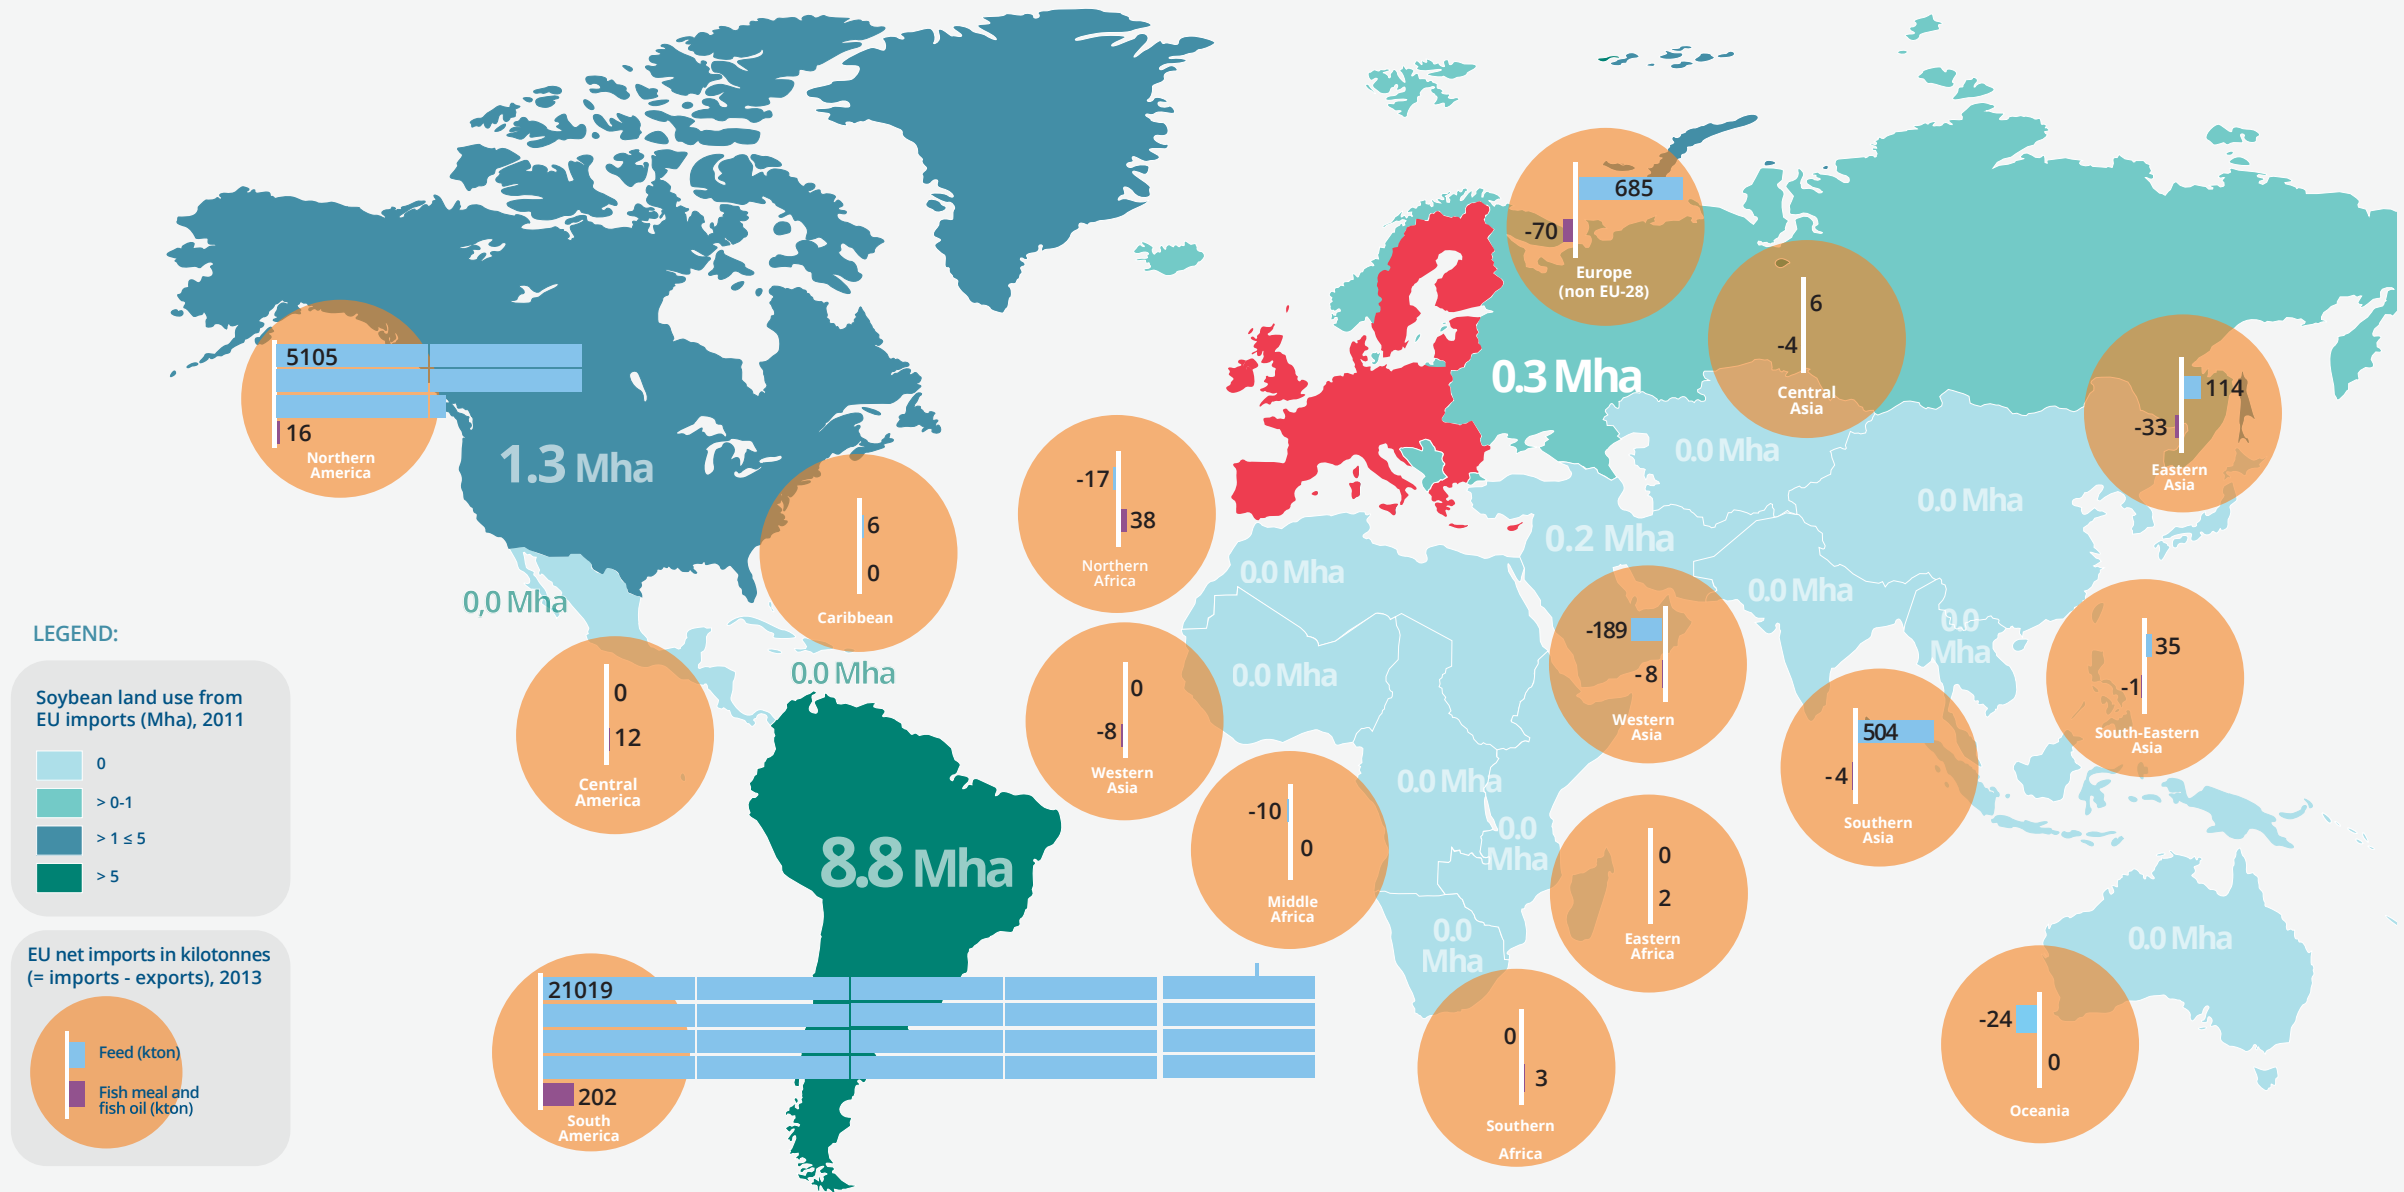 685
-70
Europe
(non EU-28)
6
-4
Central
Asia
5105
16
Northern
America
114
-33
Eastern
Asia
0.3 Mha
1.3 Mha
0.0 Mha
0.0 Mha
-17
38
Northern
Africa
6
0
Caribbean
0.2 Mha
0.0 Mha
0.0 Mha
0,0 Mha
0.0
Mha
-189
-8
Western
Asia
35
-1
South-Eastern
Asia
LEGEND:
Soybean land use from
EU imports (Mha), 2011
0
> 0-1
> 1 ≤ 5
> 5
0.0 Mha
0.0 Mha
0
12
Central
America
0
-8
Western
Asia
504
-4
Southern
Asia
0.0 Mha
0.0
Mha
8.8 Mha
-10
0
Middle
Africa
0
2
Eastern
Africa
0.0
Mha
0.0 Mha
EU net imports in kilotonnes
(= imports - exports), 2013
Feed (kton)
Fish meal and
fish oil (kton)
21019
202
South
America
0
3
Southern
Africa
-24
0
Oceania